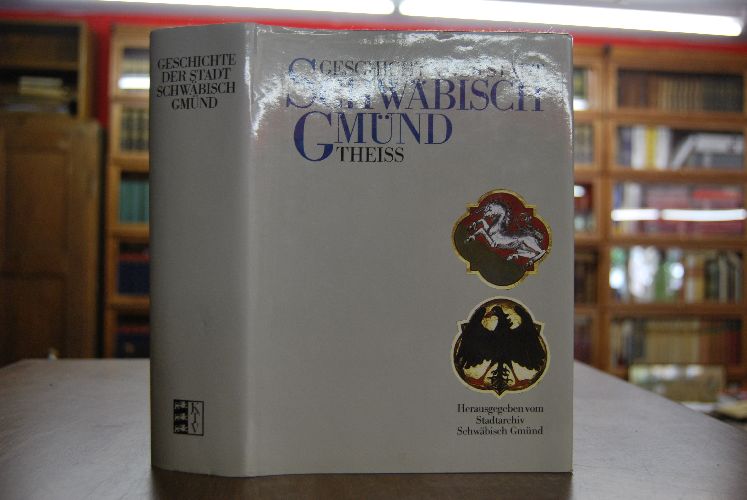 GESCHICHTE
DER STADT
SCHWÄBISCH
GMÜND
GESCHICHTE DER STADT
SCHWÄBISCH
GMÜND
THEISS
Herausgegeben vom
Stadtarchiv
Schwäbisch Gmünd